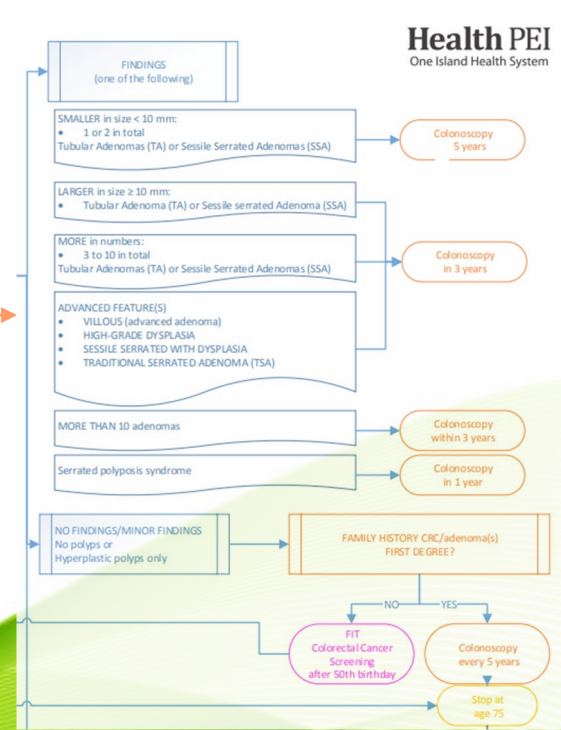 Health PEI
One Island Health System
FINDINGS
(one of the following)
SMALLER in size < 10 mm:
• 1 or 2 in total
Tubular Adenomas (TA) or Sessile Serrated Adenomas (SSA)
Colonoscopy
5 years
LARGER in size ≥ 10 mm:
• Tubular Adenoma (TA) or Sessile serrated Adenoma (SSA)
MORE in numbers:
• 3 to 10 in total
Tubular Adenomas (TA) or Sessile Serrated Adenomas (SSA)
Colonoscopy
in 3 years
ADVANCED FEATURE(S)
• VILLOUS (advanced adenoma)
• HIGH-GRADE DYSPLASIA
• SESSILE SERRATED WITH DYSPLASIA
• TRADITIONAL SERRATED ADENOMA (TSA)
MORE THAN 10 adenomas
Colonoscopy
within 3 years
Serrated polyposis syndrome
Colonoscopy
in 1 year
NO FINDINGS/MINOR FINDINGS
No polyps or
Hyperplastic polyps only
FAMILY HISTORY CRC/adenoma(s)
FIRST DEGREE?
NO
YES
FIT
Colorectal Cancer
Screening
after 50th birthday
Colonoscopy
every 5 years
Stop at
age 75